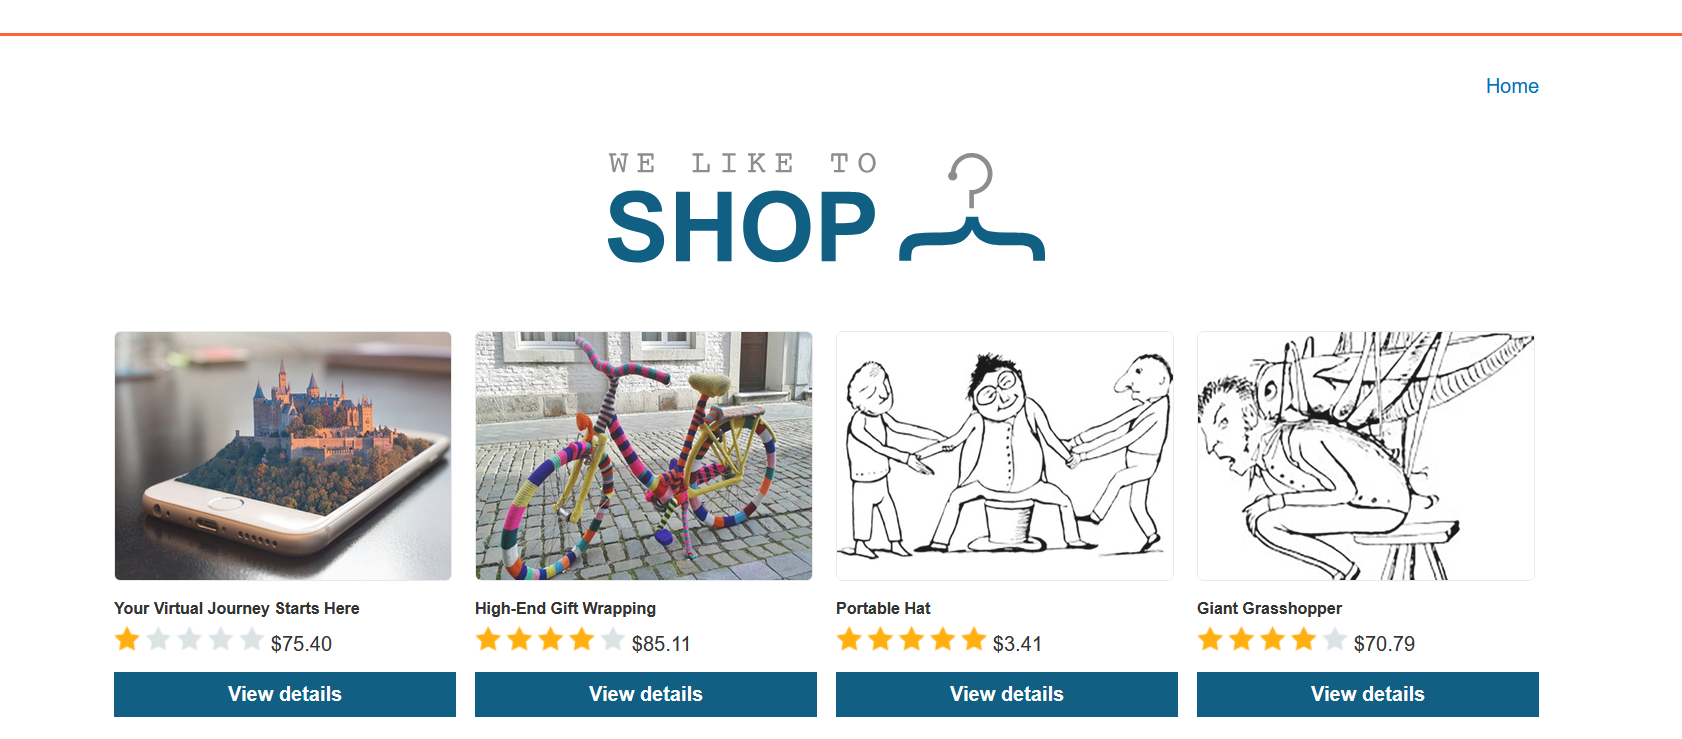 Home
WE LIKE TO
SHOP
Your Virtual Journey Starts Here
$75.40
View details
High-End Gift Wrapping
$85.11
View details
Portable Hat
$3.41
View details
Giant Grasshopper
$70.79
View details